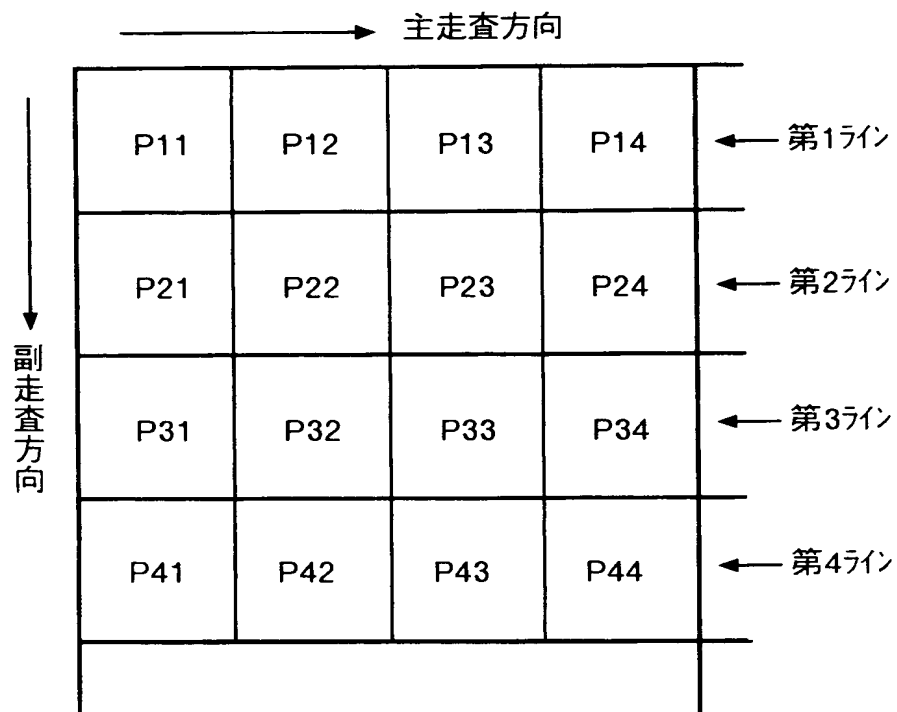 主走査方向
P11 P12 P13 P14 第1ライン
P21 P22 P23 P24 第2ライン
副走査方向
P31 P32 P33 P34 第3ライン
P41 P42 P43 P44 第4ライン